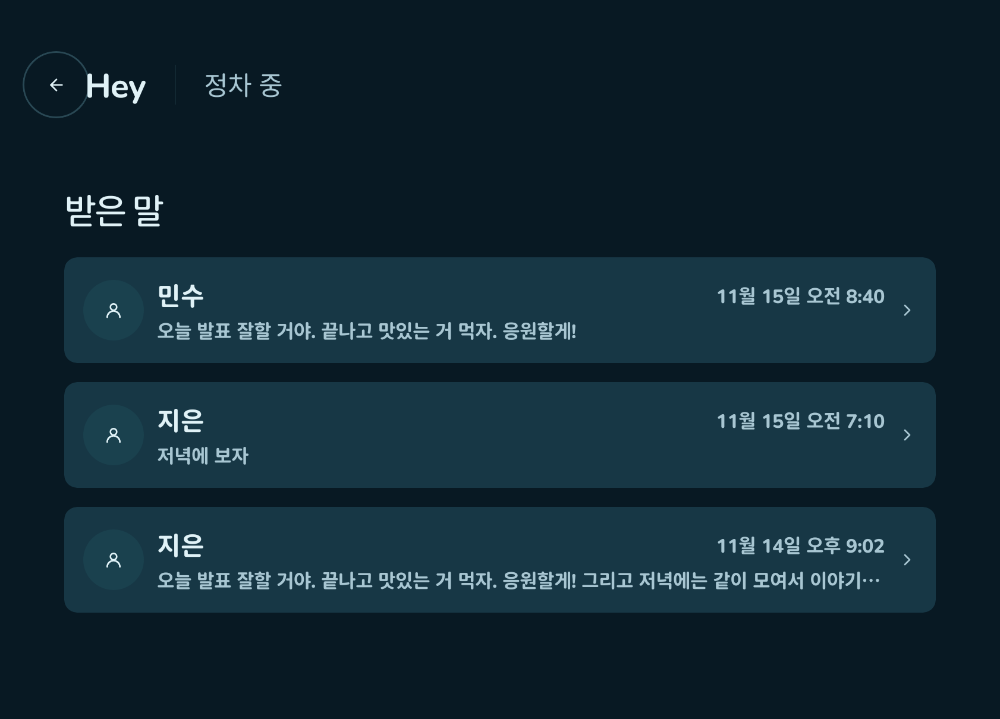 Hey
정차 중
받은 말
민수
11월 15일 오전 8:40
오늘 발표 잘할 거야. 끝나고 맛있는 거 먹자. 응원할게!
지은
11월 15일 오전 7:10
저녁에 보자
지은
11월 14일 오후 9:02
오늘 발표 잘할 거야. 끝나고 맛있는 거 먹자. 응원할게! 그리고 저녁에는 같이 모여서 이야기…